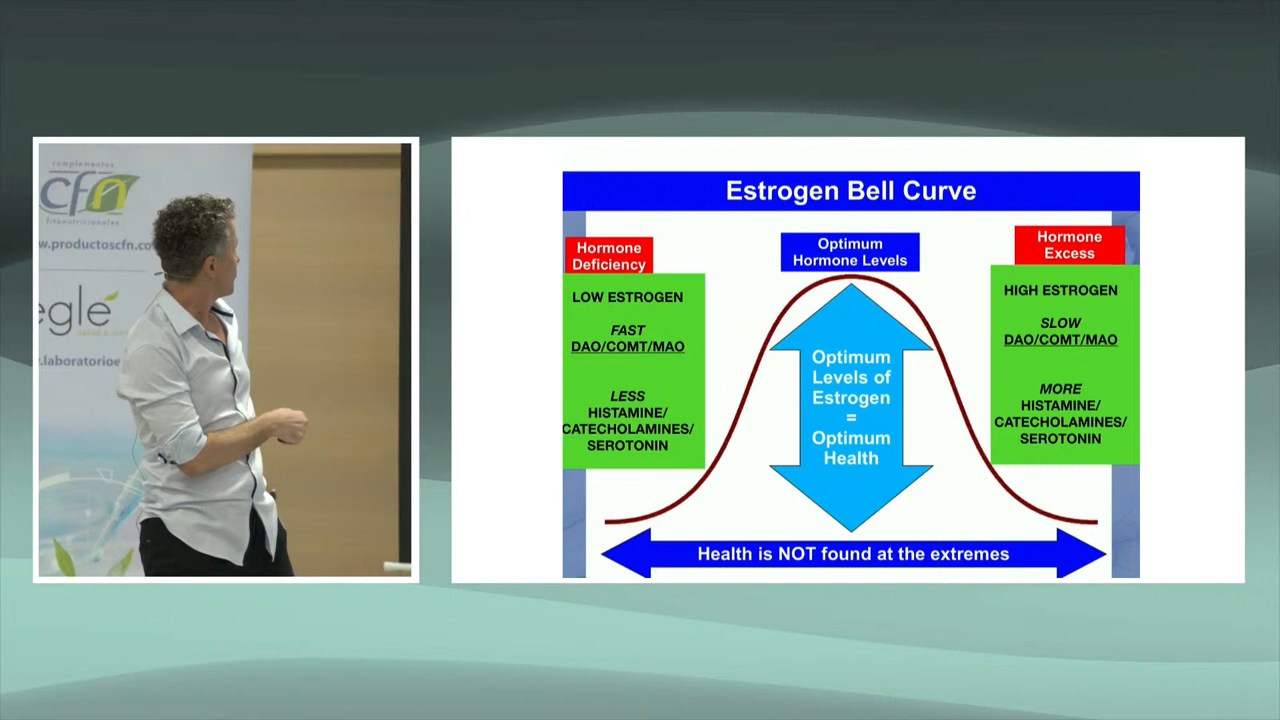 complementos
cfn
fitonutricionales
w.productoscfn.co
eglé
.laboratorioe
Estrogen Bell Curve
Hormone
Deficiency
LOW ESTROGEN
FAST
DAO/COMT/MAO
LESS
HISTAMINE/
CATECHOLAMINES/
SEROTONIN
Optimum
Hormone Levels
Optimum
Levels of
Estrogen
=
Optimum
Health
Hormone
Excess
HIGH ESTROGEN
SLOW
DAO/COMT/MAO
MORE
HISTAMINE/
CATECHOLAMINES/
SEROTONIN
Health is NOT found at the extremes